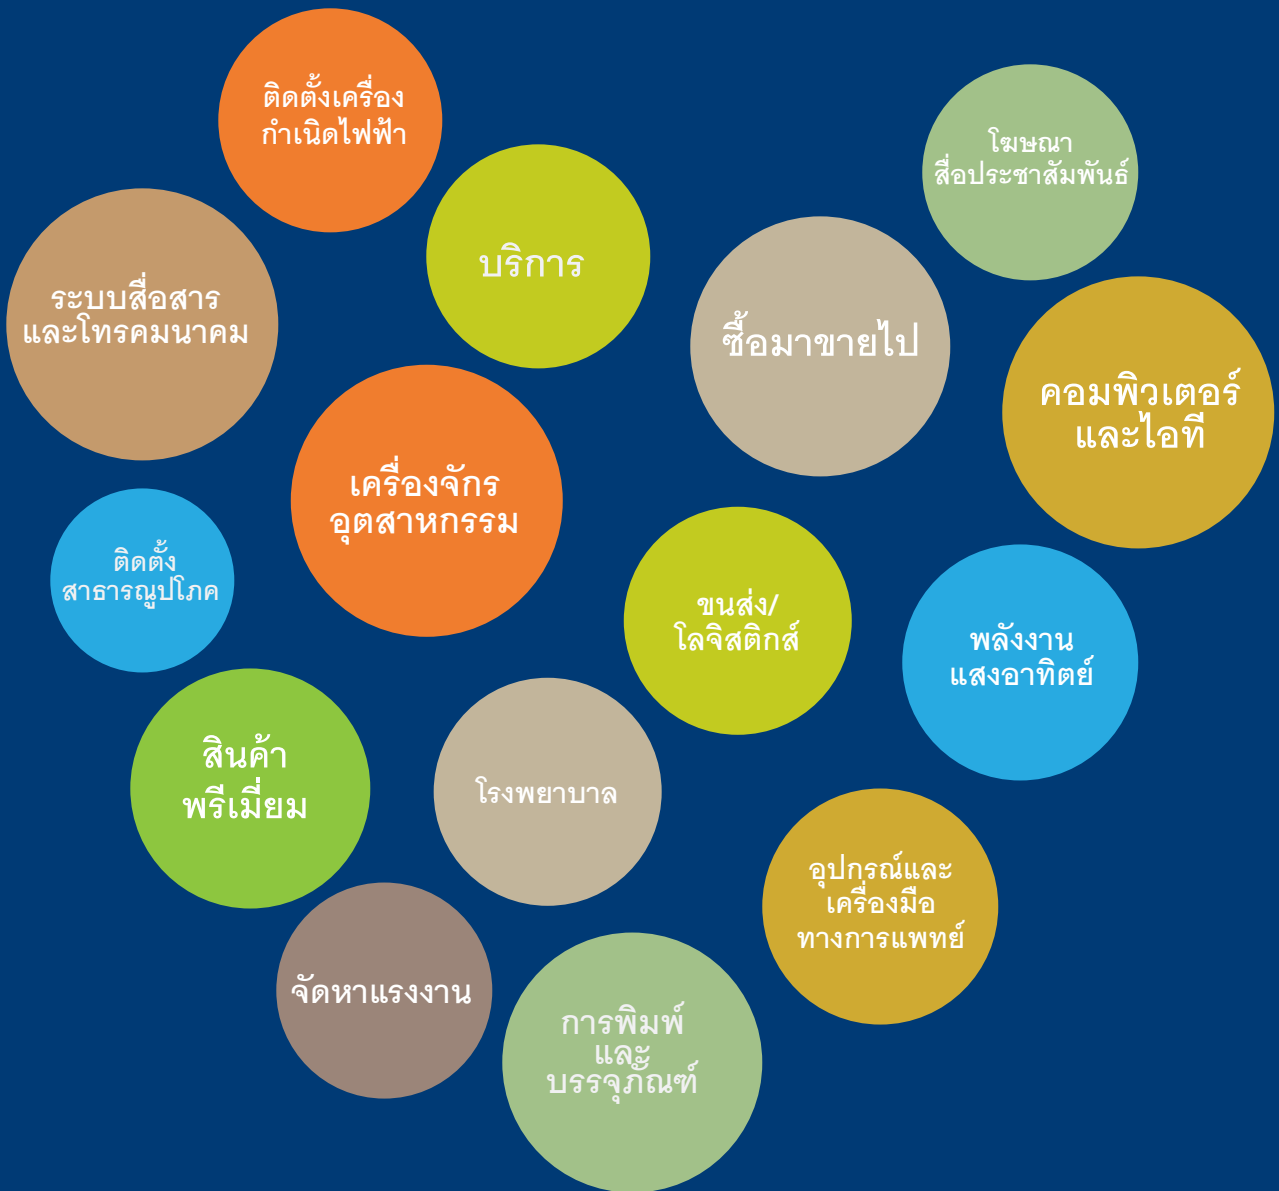 ติดตั้งเครื่อง
กำเนิดไฟฟ้า
โฆษณา
สื่อประชาสัมพันธ์
บริการ
ระบบสื่อสาร
และโทรคมนาคม
ซื้อมาขายไป
คอมพิวเตอร์
และไอที
เครื่องจักร
อุตสาหกรรม
ติดตั้ง
สาธารณูปโภค
ขนส่ง/
โลจิสติกส์
พลังงาน
แสงอาทิตย์
สินค้า
พรีเมี่ยม
โรงพยาบาล
อุปกรณ์และ
เครื่องมือ
ทางการแพทย์
จัดหาแรงงาน
การพิมพ์
และ
บรรจุภัณฑ์